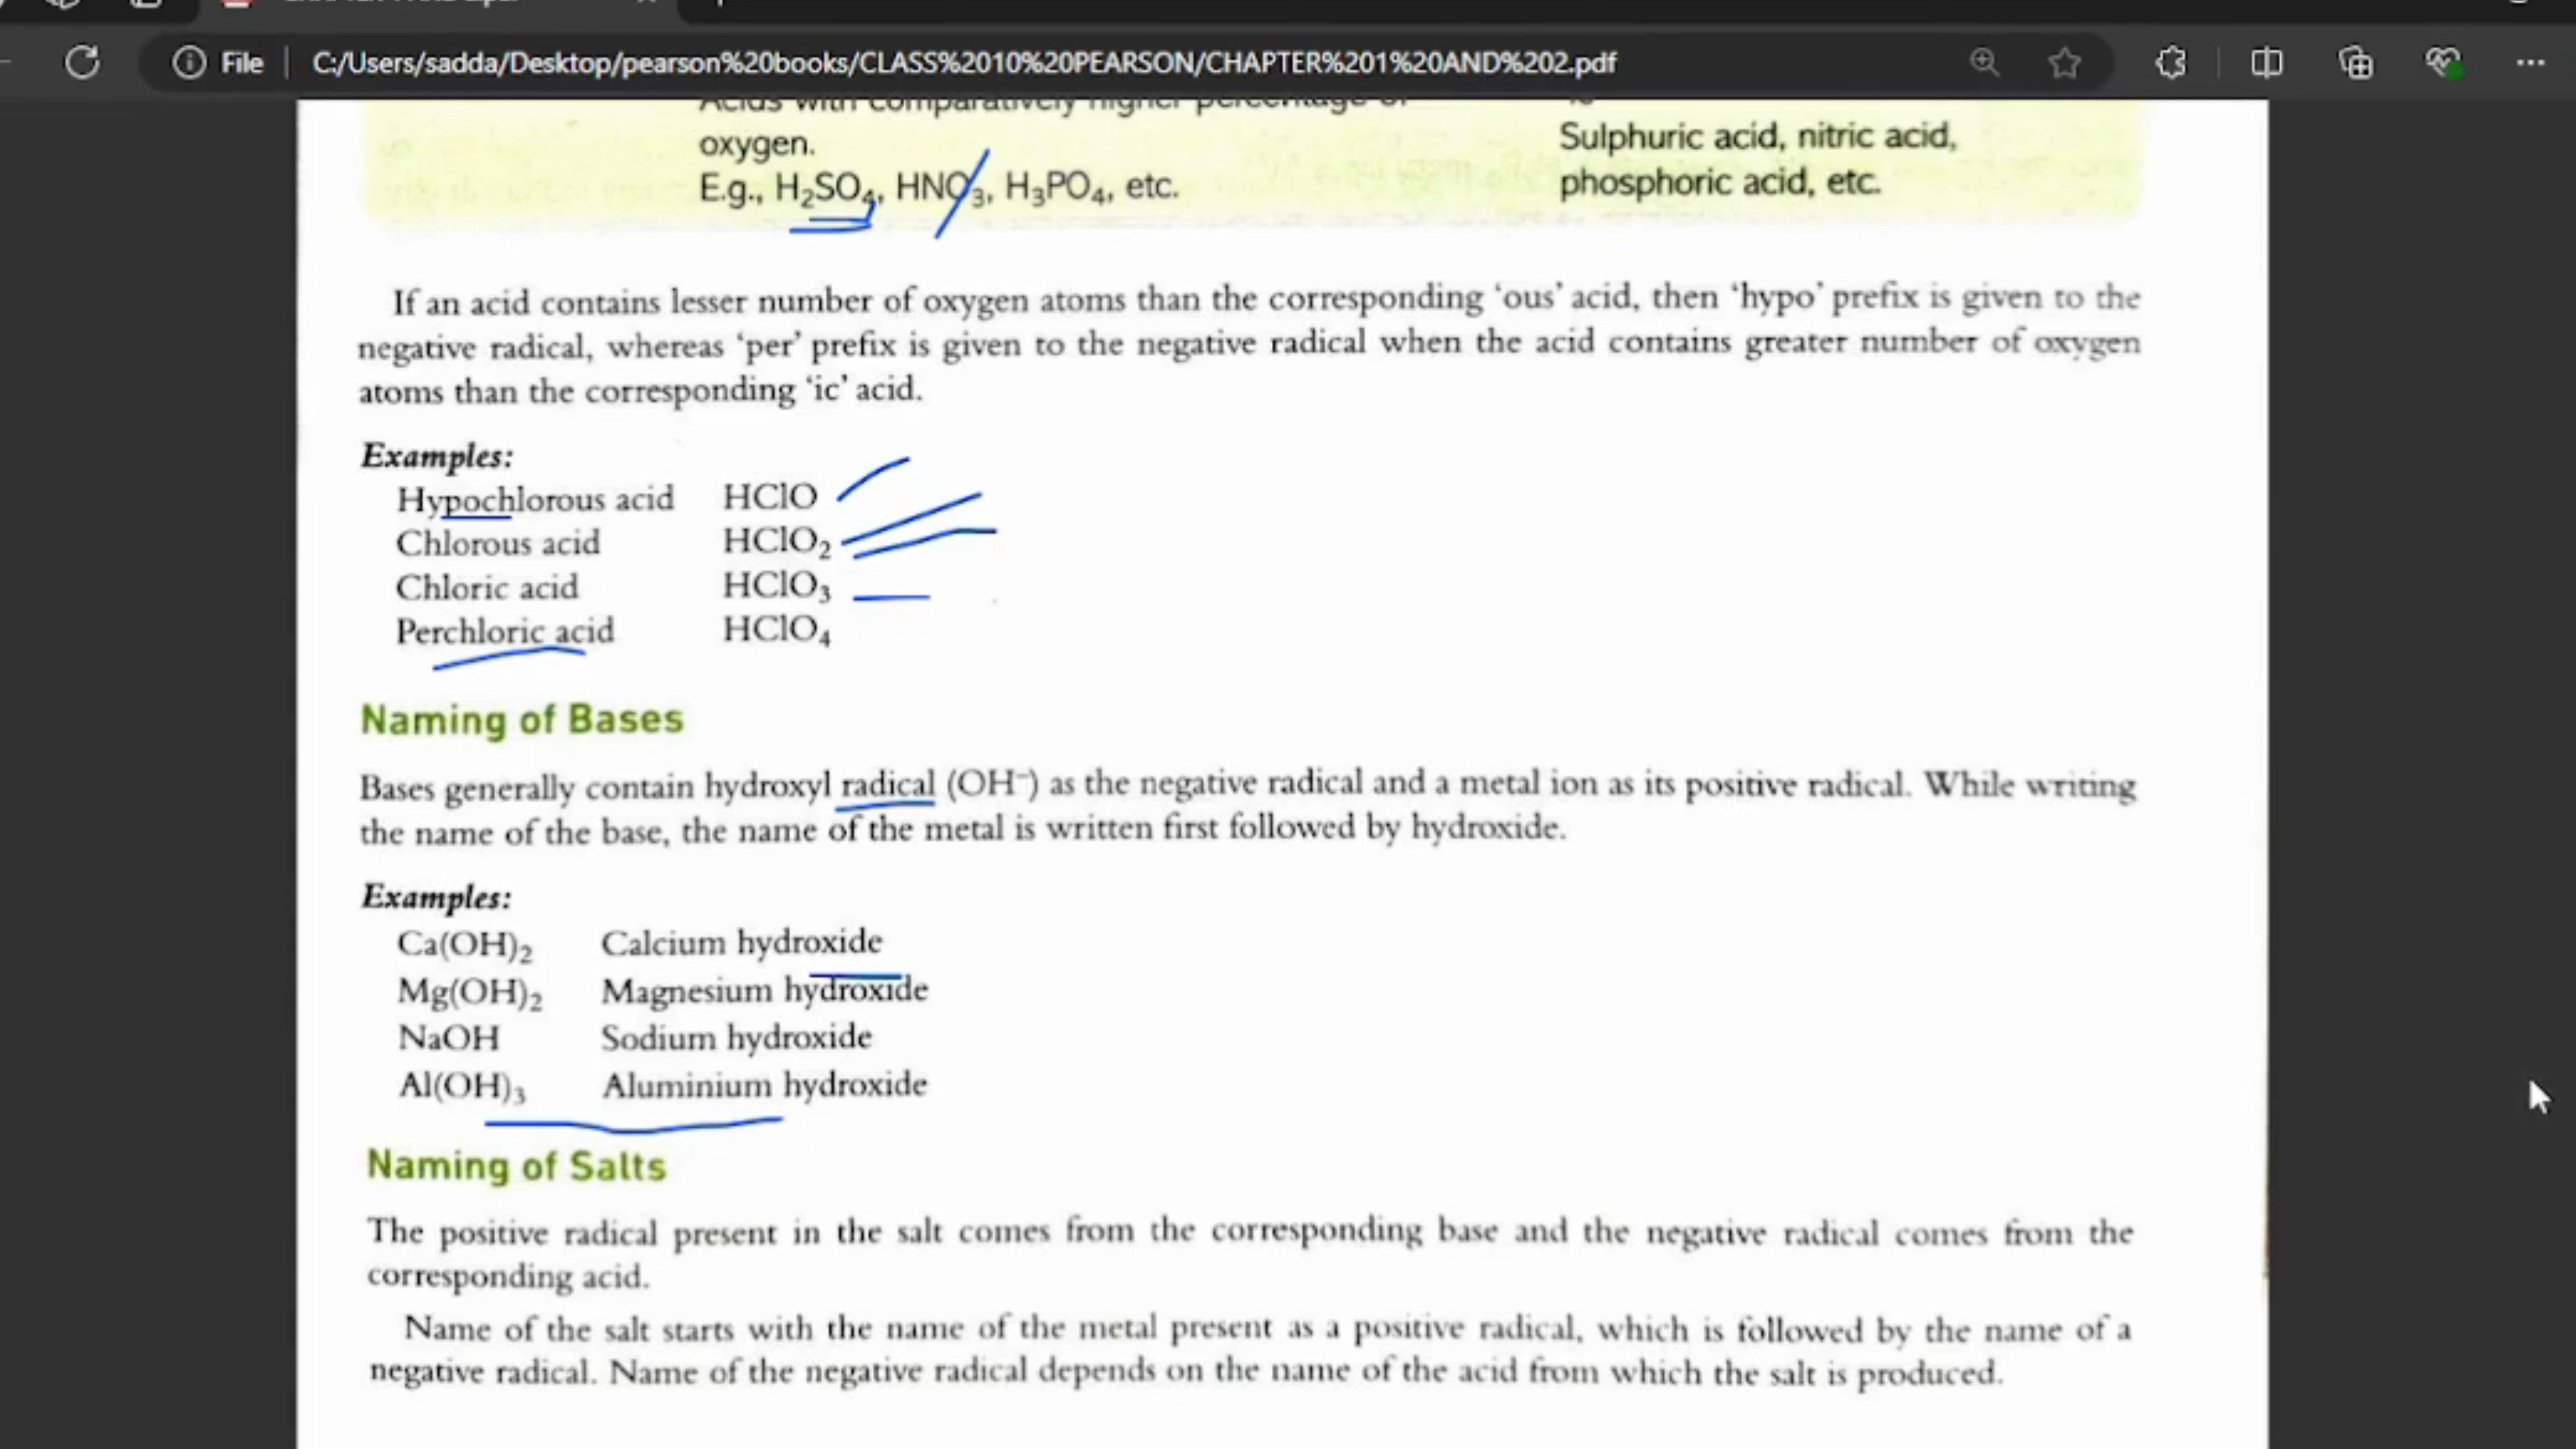 File C:/Users/sadda/Desktop/pearson%20books/CLASS%2010%20PEARSON/CHAPTER%201%20AND%202.pdf
Acids with comparatively higher percentage of
oxygen.
E.g., H₂SO₄, HNO₃, H₃PO₄, etc.
Sulphuric acid, nitric acid,
phosphoric acid, etc.
If an acid contains lesser number of oxygen atoms than the corresponding ‘ous’ acid, then ‘hypo’ prefix is given to the
negative radical, whereas ‘per’ prefix is given to the negative radical when the acid contains greater number of oxygen
atoms than the corresponding ‘ic’ acid.
Examples:
Hypochlorous acid HClO
Chlorous acid HClO₂
Chloric acid HClO₃
Perchloric acid HClO₄
Naming of Bases
Bases generally contain hydroxyl radical (OH⁻) as the negative radical and a metal ion as its positive radical. While writing
the name of the base, the name of the metal is written first followed by hydroxide.
Examples:
Ca(OH)₂ Calcium hydroxide
Mg(OH)₂ Magnesium hydroxide
NaOH Sodium hydroxide
Al(OH)₃ Aluminium hydroxide
Naming of Salts
The positive radical present in the salt comes from the corresponding base and the negative radical comes from the
corresponding acid.
Name of the salt starts with the name of the metal present as a positive radical, which is followed by the name of a
negative radical. Name of the negative radical depends on the name of the acid from which the salt is produced.